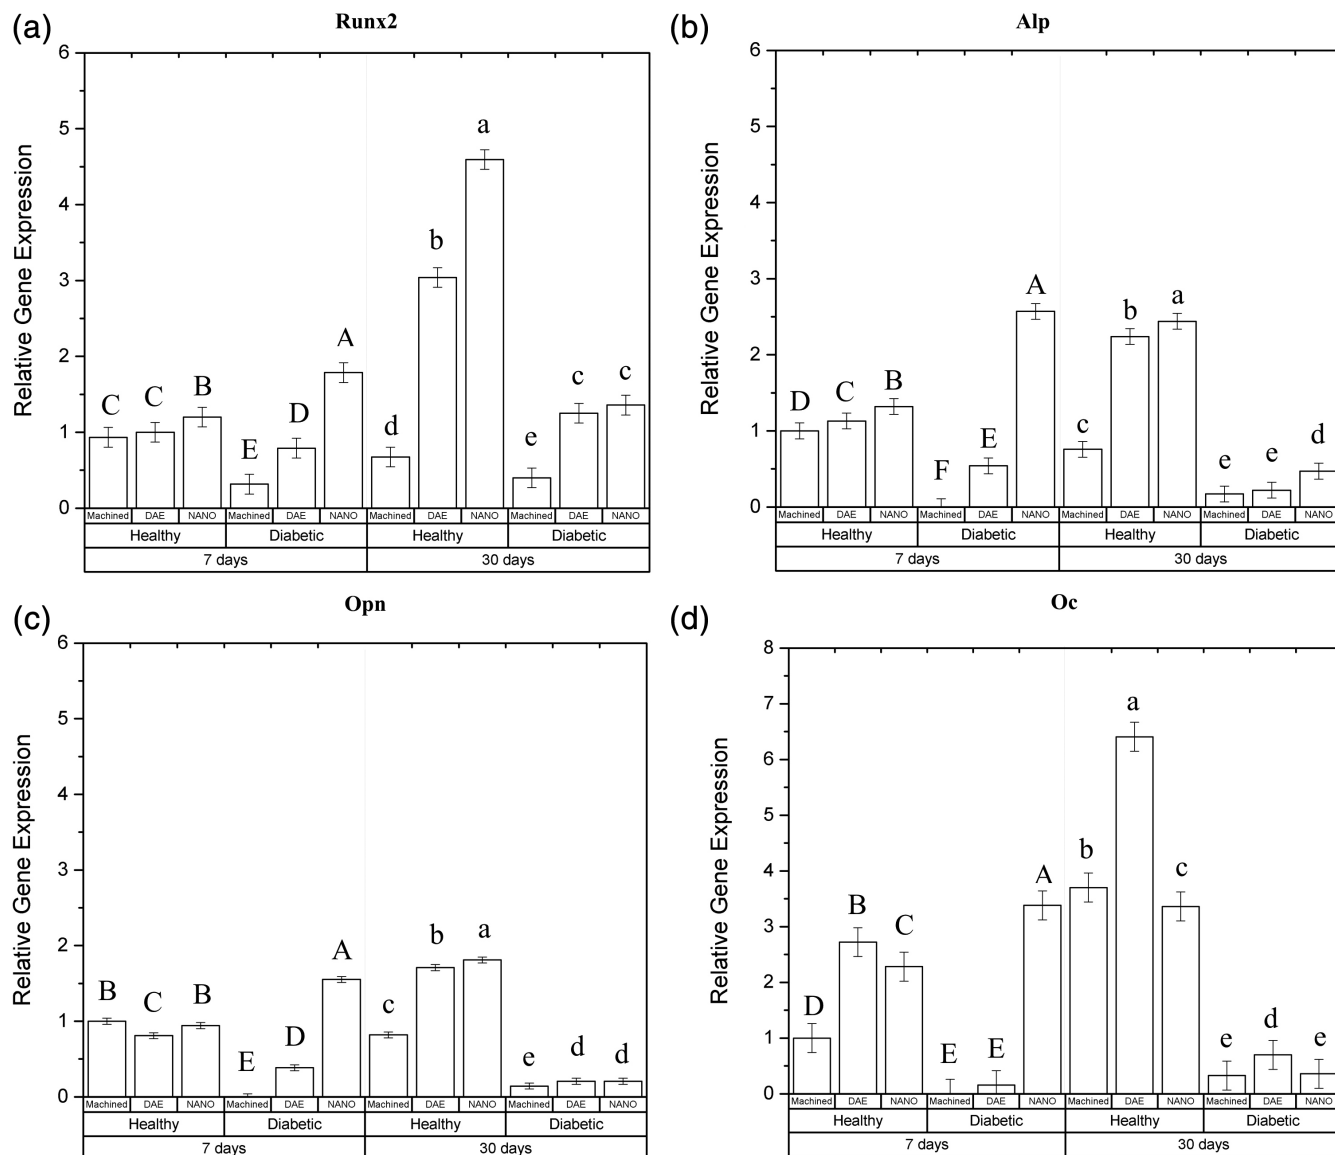 (a)
Runx2
Relative Gene Expression
6
5
4
3
2
1
0
C C B E D A d b a e c c
Machined DAE NANO Machined DAE NANO Machined DAE NANO Machined DAE NANO
Healthy Diabetic Healthy Diabetic
7 days 30 days
(b)
Alp
Relative Gene Expression
6
5
4
3
2
1
0
D C B F E A c b a e e d
Machined DAE NANO Machined DAE NANO Machined DAE NANO Machined DAE NANO
Healthy Diabetic Healthy Diabetic
7 days 30 days
(c)
Opn
Relative Gene Expression
6
5
4
3
2
1
0
B C B E D A c b a e d d
Machined DAE NANO Machined DAE NANO Machined DAE NANO Machined DAE NANO
Healthy Diabetic Healthy Diabetic
7 days 30 days
(d)
Oc
Relative Gene Expression
8
7
6
5
4
3
2
1
0
D B C E E A b a c e d e
Machined DAE NANO Machined DAE NANO Machined DAE NANO Machined DAE NANO
Healthy Diabetic Healthy Diabetic
7 days 30 days